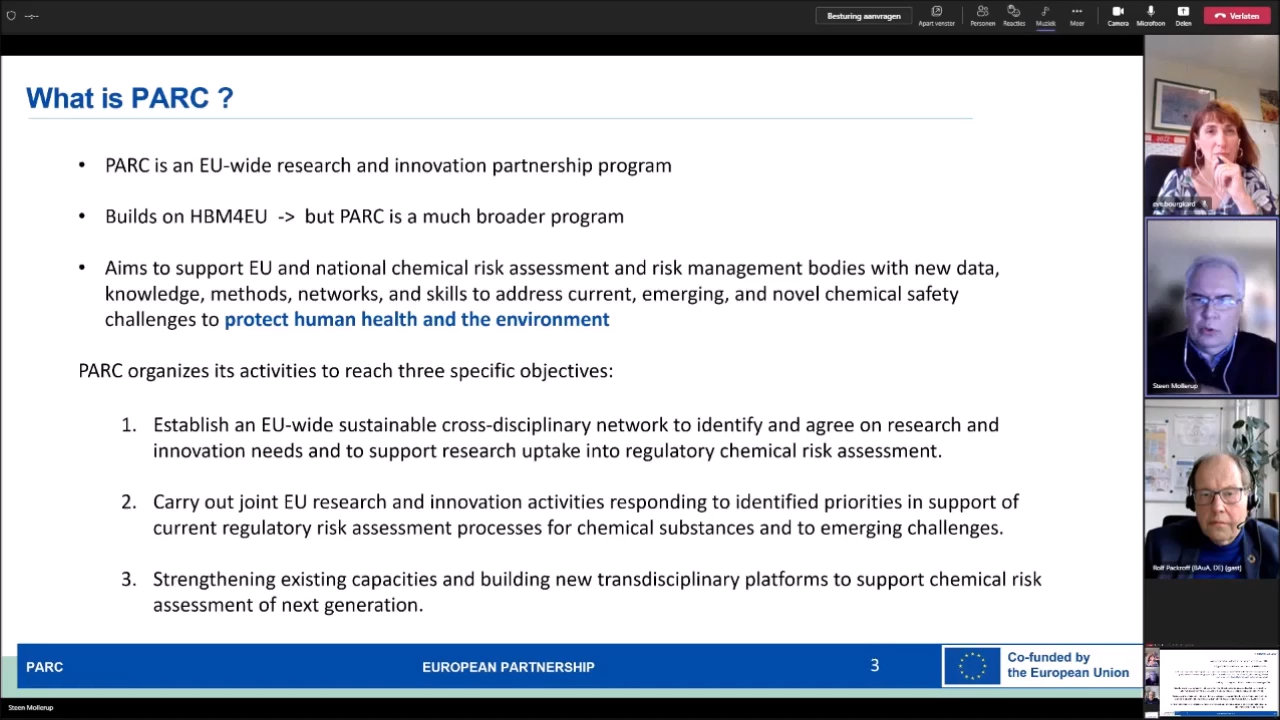 Besturing aanvragen
Apart venster
Personen
Reacties
Muziek
Meer
Camera
Microfoon
Delen
Verlaten
What is PARC ?
• PARC is an EU-wide research and innovation partnership program
• Builds on HBM4EU -> but PARC is a much broader program
• Aims to support EU and national chemical risk assessment and risk management bodies with new data,
knowledge, methods, networks, and skills to address current, emerging, and novel chemical safety
challenges to protect human health and the environment
PARC organizes its activities to reach three specific objectives:
1. Establish an EU-wide sustainable cross-disciplinary network to identify and agree on research and
innovation needs and to support research uptake into regulatory chemical risk assessment.
2. Carry out joint EU research and innovation activities responding to identified priorities in support of
current regulatory risk assessment processes for chemical substances and to emerging challenges.
3. Strengthening existing capacities and building new transdisciplinary platforms to support chemical risk
assessment of next generation.
PARC
EUROPEAN PARTNERSHIP
3
Co-funded by
the European Union
Steen Mollerup
2022
Steen Mollerup
Rolf Packroff (BAuA, DE) (gast)